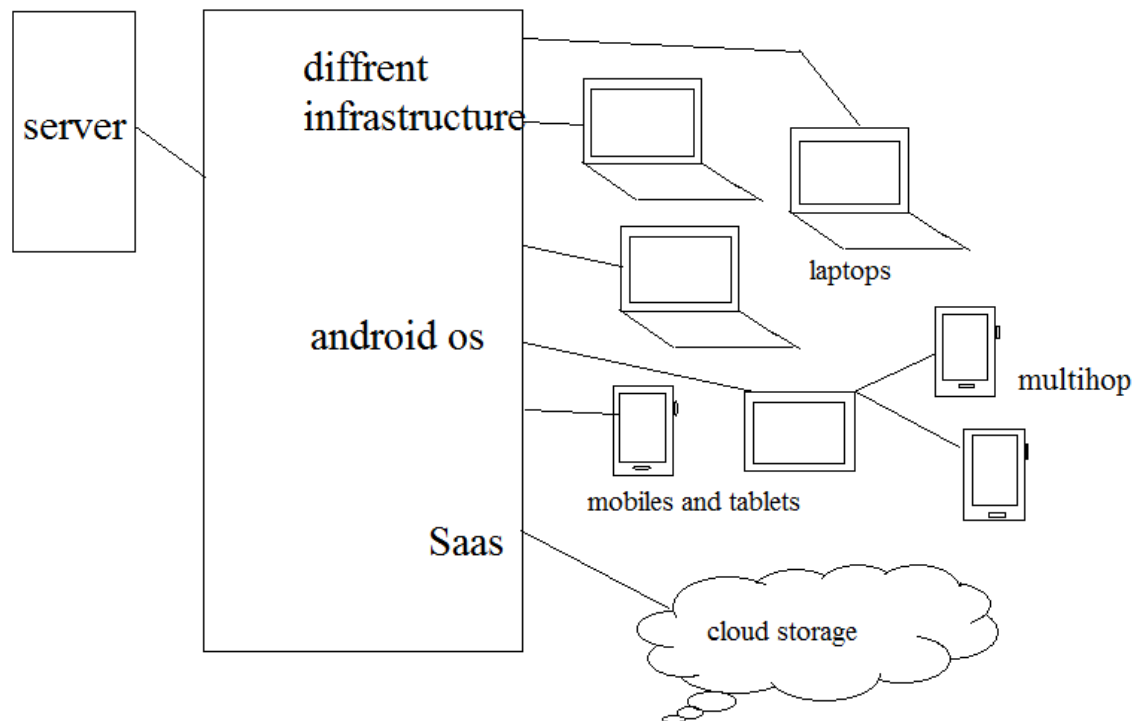 server
diffrent
infrastructure
laptops
android os
multihop
mobiles and tablets
Saas
cloud storage